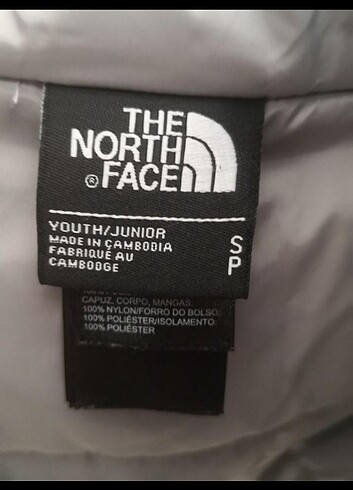 THE
NORTH
® FACE
YOUTH/JUNIOR
MADE IN CAMBODIA
FABRIQUÉ AU
CAMBODGE
S
P
CAPUZ, CORPO, MANGAS:
100% NYLON/FORRO DO BOLSO:
100% POLIÉSTER/ISOLAMENTO:
100% POLIÉSTER